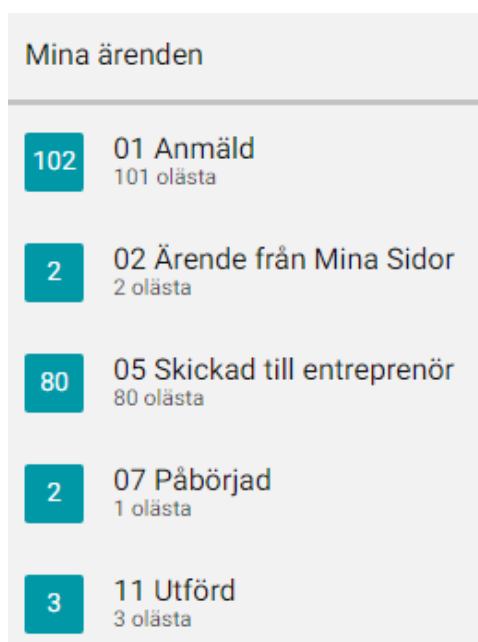 Mina ärenden
102
01 Anmäld
101 olästa
2
02 Ärende från Mina Sidor
2 olästa
80
05 Skickad till entreprenör
80 olästa
2
07 Påbörjad
1 olästa
3
11 Utförd
3 olästa